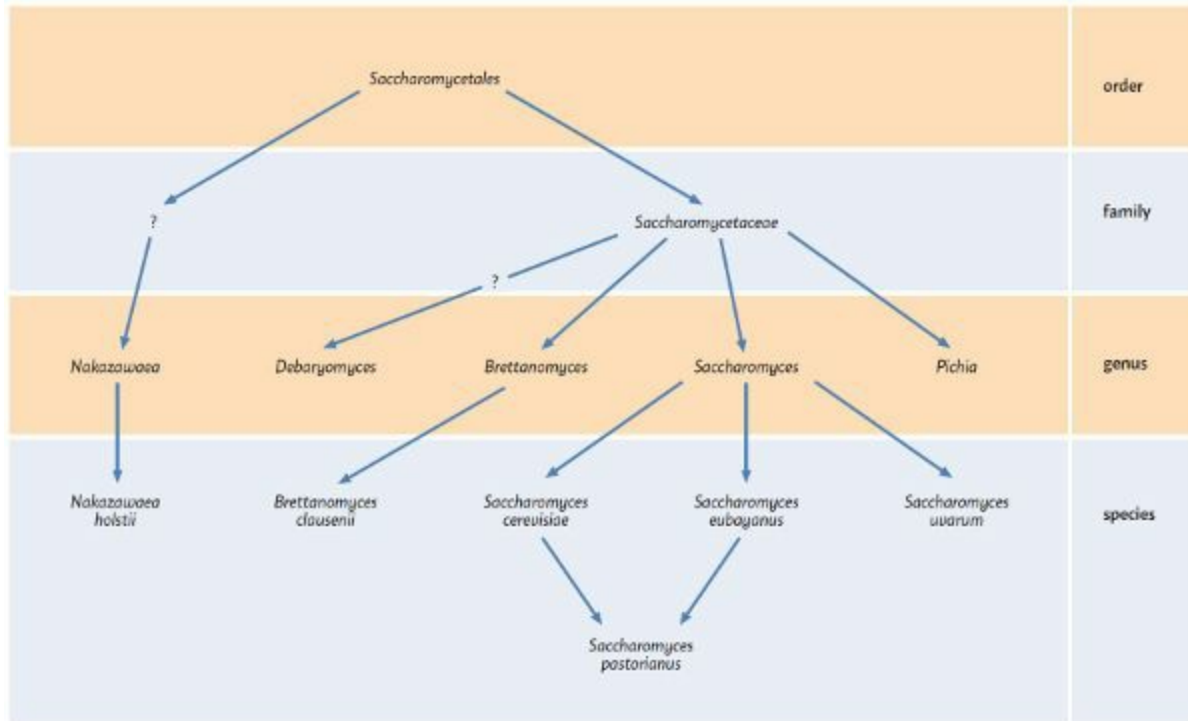 Saccharomycetales
order
?
Saccharomycetaceae
family
?
Nakazawaea
Debaryomyces
Brettanomyces
Saccharomyces
Pichia
genus
Nakazawaea
holstii
Brettanomyces
clausenii
Saccharomyces
cerevisiae
Saccharomyces
eubayanus
Saccharomyces
uvarum
species
Saccharomyces
pastorianus